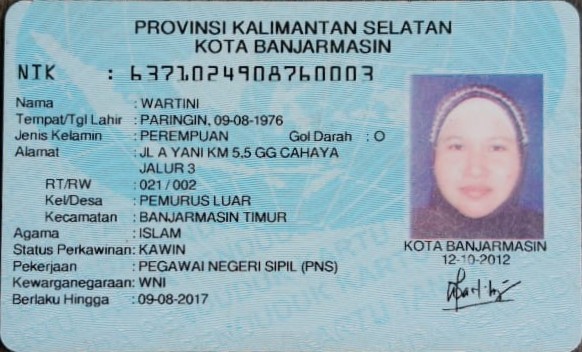 PROVINSI KALIMANTAN SELATAN
KOTA BANJARMASIN
NIK : 6371024908760003
Nama : WARTINI
Tempat/Tgl Lahir : PARINGIN, 09-08-1976
Jenis Kelamin : PEREMPUAN Gol Darah : O
Alamat : JL A YANI KM 5,5 GG CAHAYA
JALUR 3
RT/RW : 021 / 002
Kel/Desa : PEMURUS LUAR
Kecamatan : BANJARMASIN TIMUR
Agama : ISLAM
Status Perkawinan: KAWIN
Pekerjaan : PEGAWAI NEGERI SIPIL (PNS)
Kewarganegaraan: WNI
Berlaku Hingga : 09-08-2017
KOTA BANJARMASIN
12-10-2012